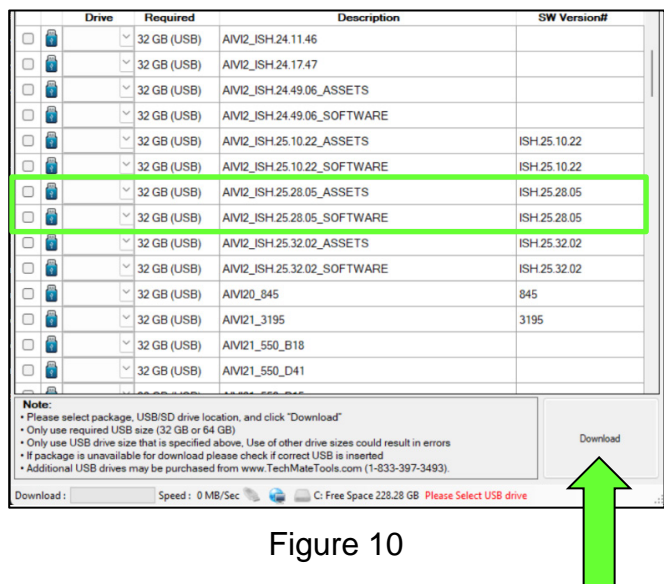 Drive Required Description SW Version#
32 GB (USB) AIVI2_ISH.24.11.46
32 GB (USB) AIVI2_ISH.24.17.47
32 GB (USB) AIVI2_ISH.24.49.06_ASSETS
32 GB (USB) AIVI2_ISH.24.49.06_SOFTWARE
32 GB (USB) AIVI2_ISH.25.10.22_ASSETS ISH.25.10.22
32 GB (USB) AIVI2_ISH.25.10.22_SOFTWARE ISH.25.10.22
32 GB (USB) AIVI2_ISH.25.28.05_ASSETS ISH.25.28.05
32 GB (USB) AIVI2_ISH.25.28.05_SOFTWARE ISH.25.28.05
32 GB (USB) AIVI2_ISH.25.32.02_ASSETS ISH.25.32.02
32 GB (USB) AIVI2_ISH.25.32.02_SOFTWARE ISH.25.32.02
32 GB (USB) AIVI20_845 845
32 GB (USB) AIVI21_3195 3195
32 GB (USB) AIVI21_550_B18
32 GB (USB) AIVI21_550_D41
Note:
• Please select package, USB/SD drive location, and click "Download"
• Only use required USB size (32 GB or 64 GB)
• Only use USB drive size that is specified above, Use of other drive sizes could result in errors
• If package is unavailable for download please check if correct USB is inserted
• Additional USB drives may be purchased from www.TechMateTools.com (1-833-397-3493).
Download
Download : Speed : 0 MB/Sec C: Free Space 228.28 GB Please Select USB drive
Figure 10